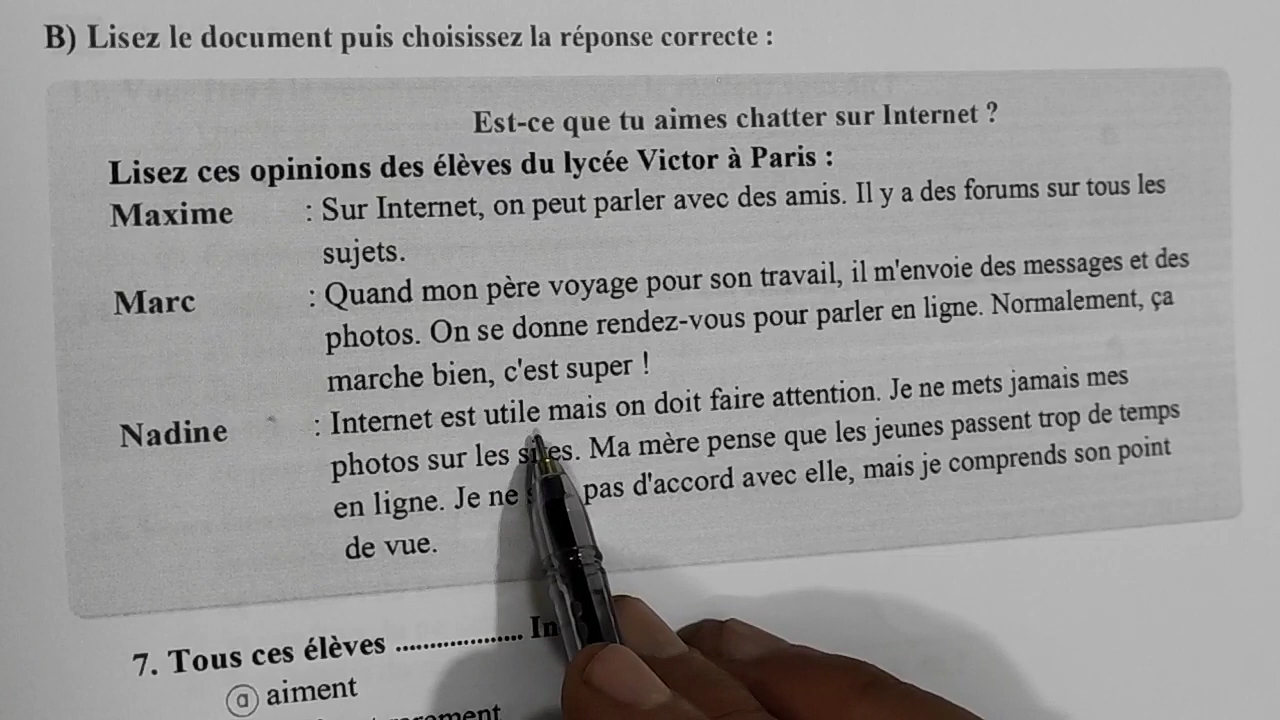 B) Lisez le document puis choisissez la réponse correcte :
Est-ce que tu aimes chatter sur Internet ?
Lisez ces opinions des élèves du lycée Victor à Paris :
Maxime : Sur Internet, on peut parler avec des amis. Il y a des forums sur tous les
sujets.
Marc : Quand mon père voyage pour son travail, il m'envoie des messages et des
photos. On se donne rendez-vous pour parler en ligne. Normalement, ça
marche bien, c'est super !
Nadine : Internet est utile mais on doit faire attention. Je ne mets jamais mes
photos sur les sites. Ma mère pense que les jeunes passent trop de temps
en ligne. Je ne pas d'accord avec elle, mais je comprends son point
de vue.
7. Tous ces élèves ................... In
a aiment